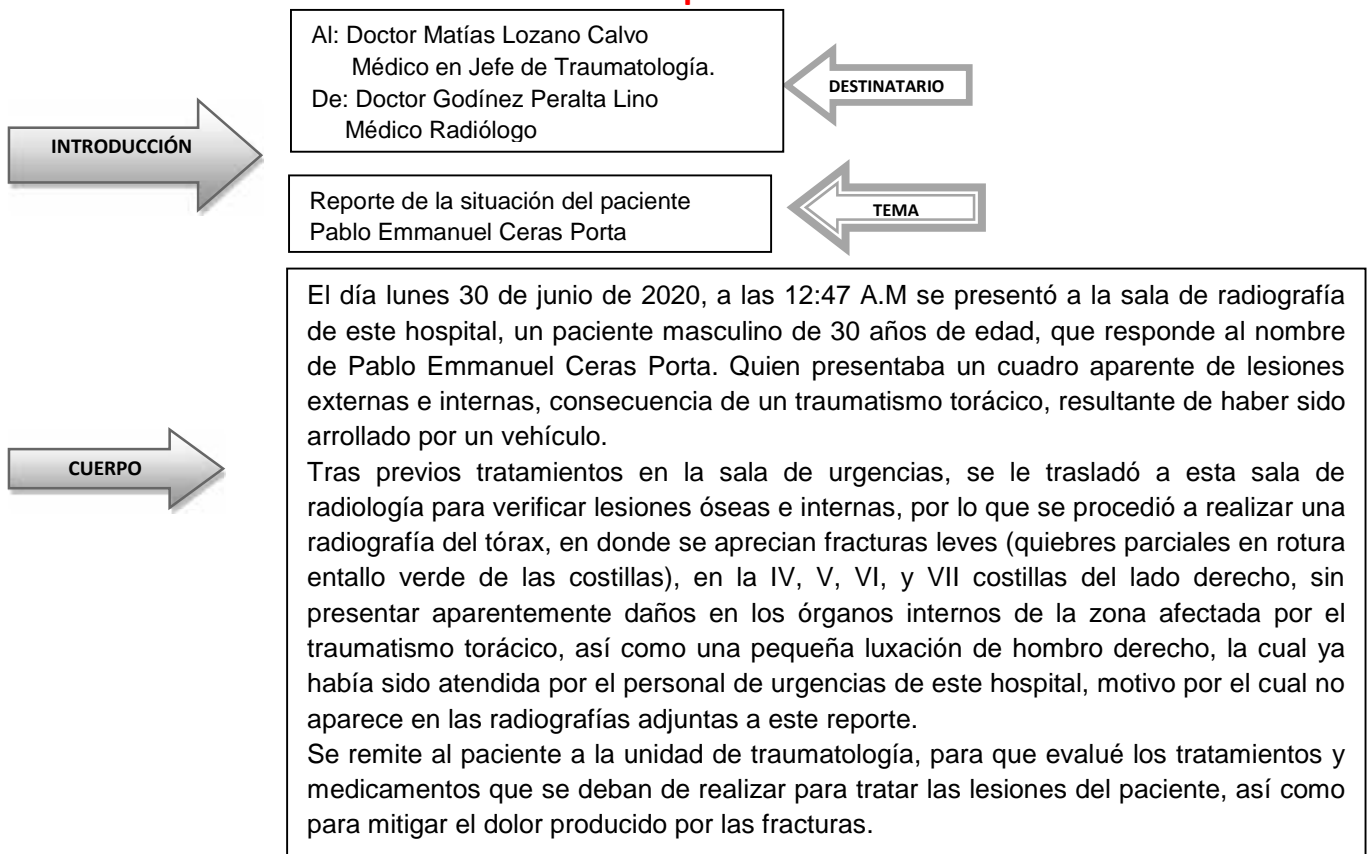 Al: Doctor Matías Lozano Calvo
Médico en Jefe de Traumatología.
De: Doctor Godínez Peralta Lino
Médico Radiólogo
DESTINATARIO
INTRODUCCIÓN
Reporte de la situación del paciente
Pablo Emmanuel Ceras Porta
TEMA
El día lunes 30 de junio de 2020, a las 12:47 A.M se presentó a la sala de radiografía
de este hospital, un paciente masculino de 30 años de edad, que responde al nombre
de Pablo Emmanuel Ceras Porta. Quien presentaba un cuadro aparente de lesiones
externas e internas, consecuencia de un traumatismo torácico, resultante de haber sido
arrollado por un vehículo.
CUERPO
Tras previos tratamientos en la sala de urgencias, se le trasladó a esta sala de
radiología para verificar lesiones óseas e internas, por lo que se procedió a realizar una
radiografía del tórax, en donde se aprecian fracturas leves (quiebres parciales en rotura
entallo verde de las costillas), en la IV, V, VI, y VII costillas del lado derecho, sin
presentar aparentemente daños en los órganos internos de la zona afectada por el
traumatismo torácico, así como una pequeña luxación de hombro derecho, la cual ya
había sido atendida por el personal de urgencias de este hospital, motivo por el cual no
aparece en las radiografías adjuntas a este reporte.
Se remite al paciente a la unidad de traumatología, para que evalué los tratamientos y
medicamentos que se deban de realizar para tratar las lesiones del paciente, así como
para mitigar el dolor producido por las fracturas.